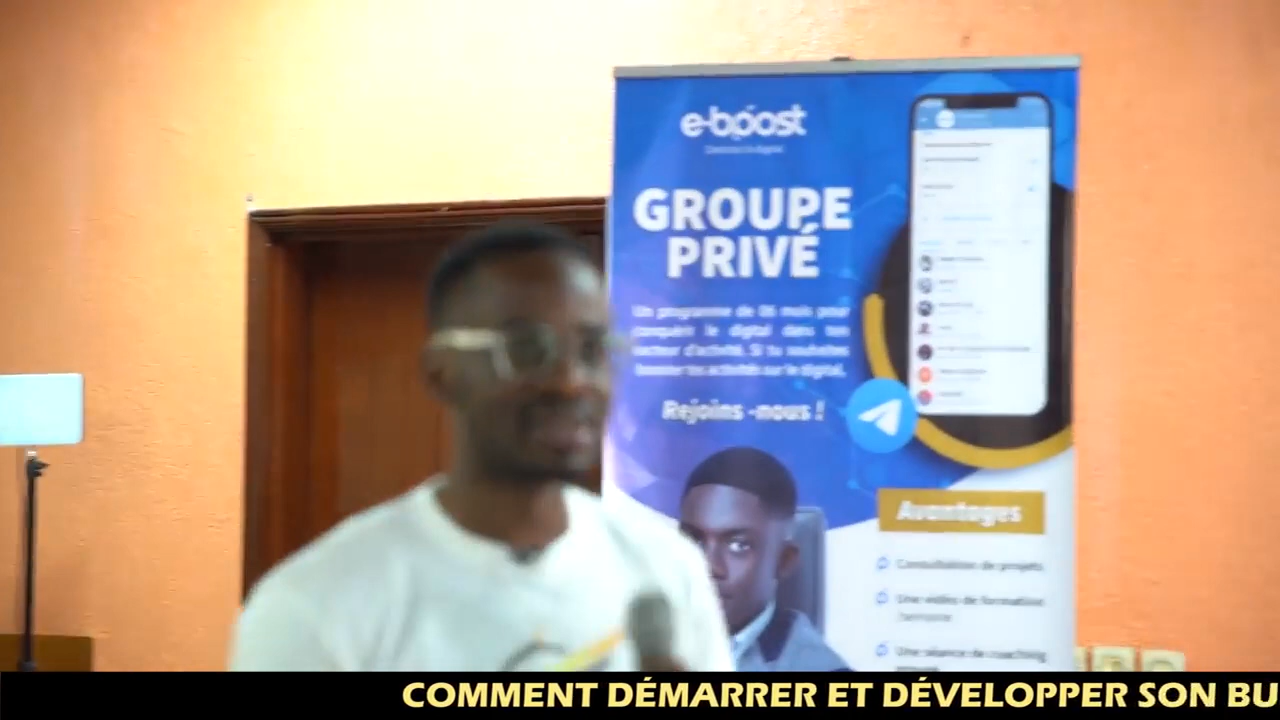 e-boost
GROUPE
PRIVÉ
Un programme de 06 mois pour
conquérir le digital dans ton
secteur d'activité. Si tu souhaites
booster tes activités sur le digital,
Rejoins -nous !
Avantages
Consultation de projets
Une vidéo de formation
/semaine
Une séance de coaching
COMMENT DÉMARRER ET DÉVELOPPER SON BU